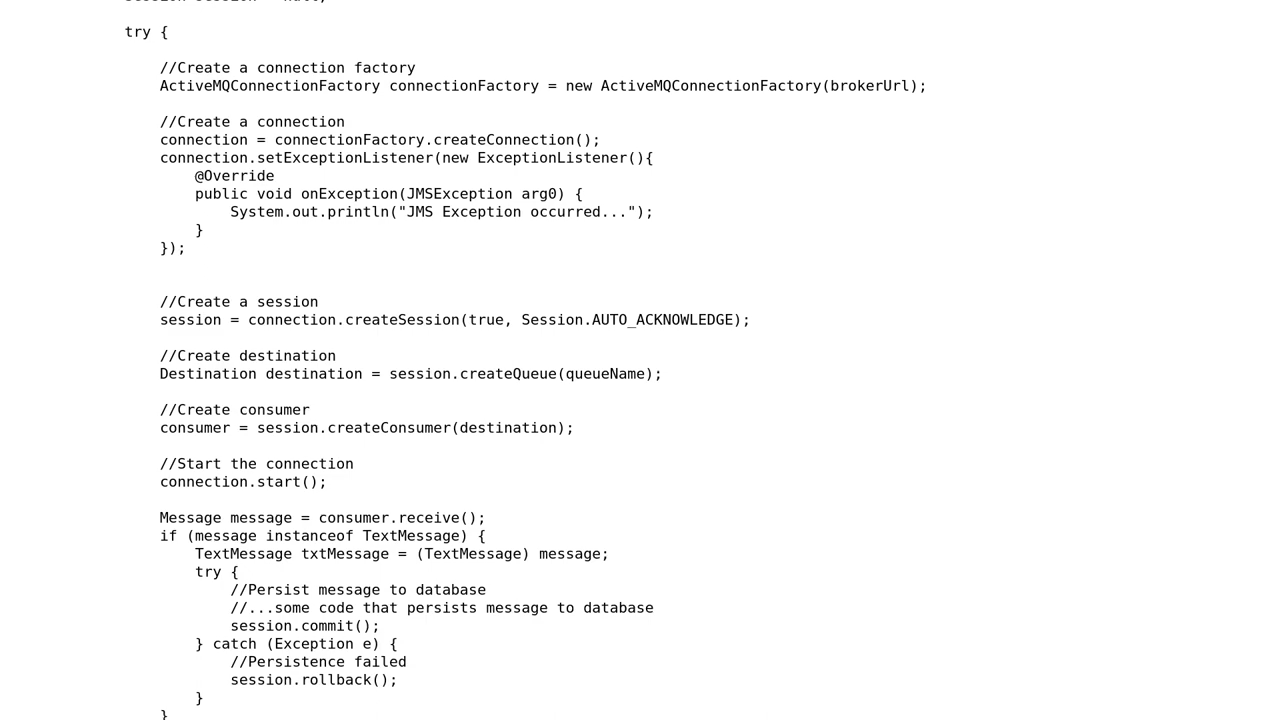 try {
//Create a connection factory
ActiveMQConnectionFactory connectionFactory = new ActiveMQConnectionFactory(brokerUrl);
//Create a connection
connection = connectionFactory.createConnection();
connection.setExceptionListener(new ExceptionListener(){
@Override
public void onException(JMSException arg0) {
System.out.println("JMS Exception occurred...");
}
});
//Create a session
session = connection.createSession(true, Session.AUTO_ACKNOWLEDGE);
//Create destination
Destination destination = session.createQueue(queueName);
//Create consumer
consumer = session.createConsumer(destination);
//Start the connection
connection.start();
Message message = consumer.receive();
if (message instanceof TextMessage) {
TextMessage txtMessage = (TextMessage) message;
try {
//Persist message to database
//...some code that persists message to database
session.commit();
} catch (Exception e) {
//Persistence failed
session.rollback();
}
}